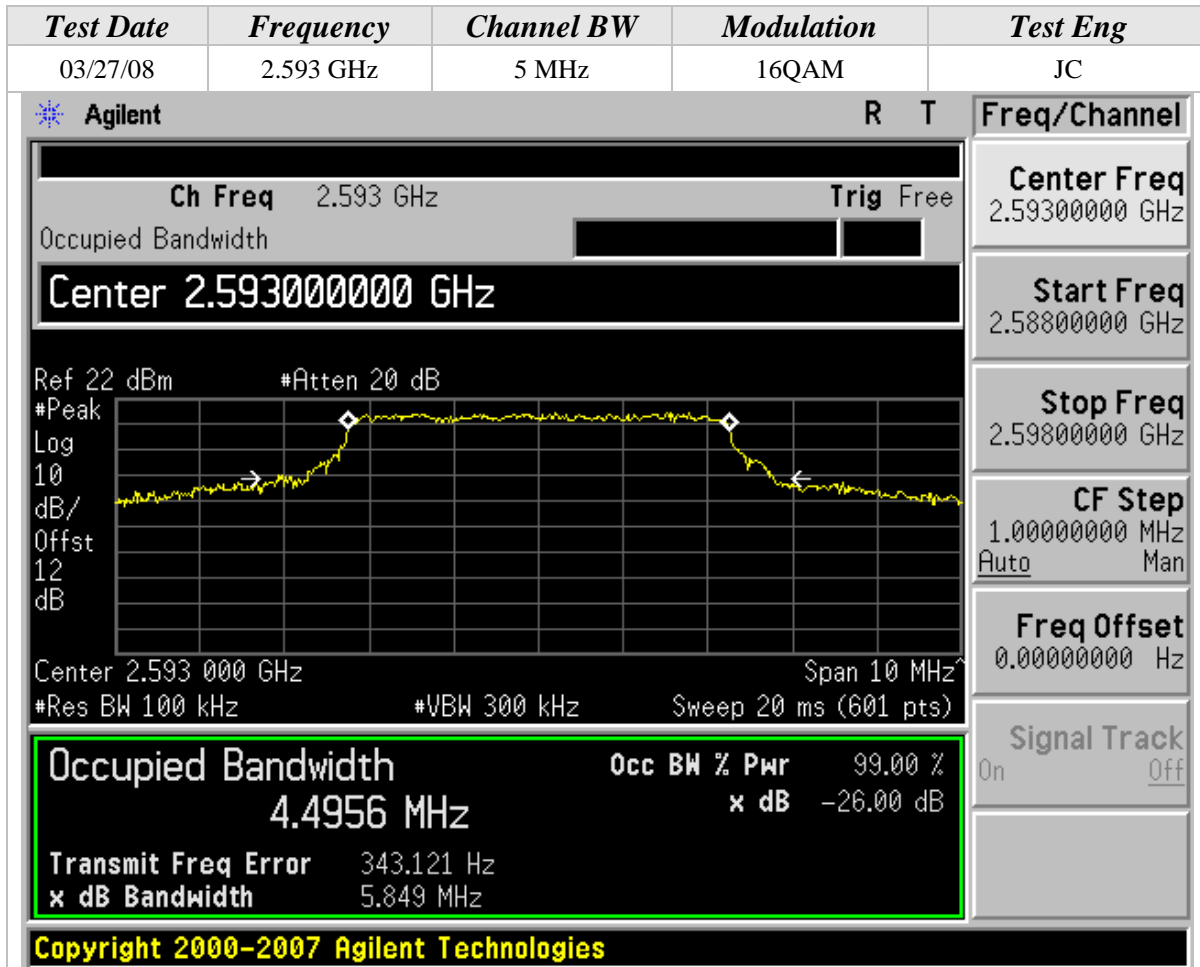 Test Date Frequency Channel BW Modulation Test Eng
03/27/08 2.593 GHz 5 MHz 16QAM JC
Agilent R T Freq/Channel
Ch Freq 2.593 GHz Trig Free
Occupied Bandwidth
Center 2.593000000 GHz
Center Freq
2.59300000 GHz
Start Freq
2.58800000 GHz
Stop Freq
2.59800000 GHz
CF Step
1.00000000 MHz
Auto Man
Freq Offset
0.00000000 Hz
Signal Track
On Off
Ref 22 dBm #Atten 20 dB
#Peak
Log
10
dB/
Offst
12
dB
Center 2.593 000 GHz Span 10 MHz^
#Res BW 100 kHz #VBW 300 kHz Sweep 20 ms (601 pts)
Occupied Bandwidth Occ BW % Pwr 99.00 %
4.4956 MHz x dB -26.00 dB
Transmit Freq Error 343.121 Hz
x dB Bandwidth 5.849 MHz
Copyright 2000-2007 Agilent Technologies